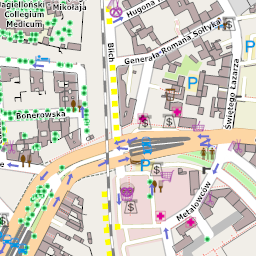 Jagielloński
Collegium
Medicum
Mikołaja
Hugona
Generała Romana Sołtyka
Blich
P
Bonerowska
Świętego Łazarza
P
P
Metalowców